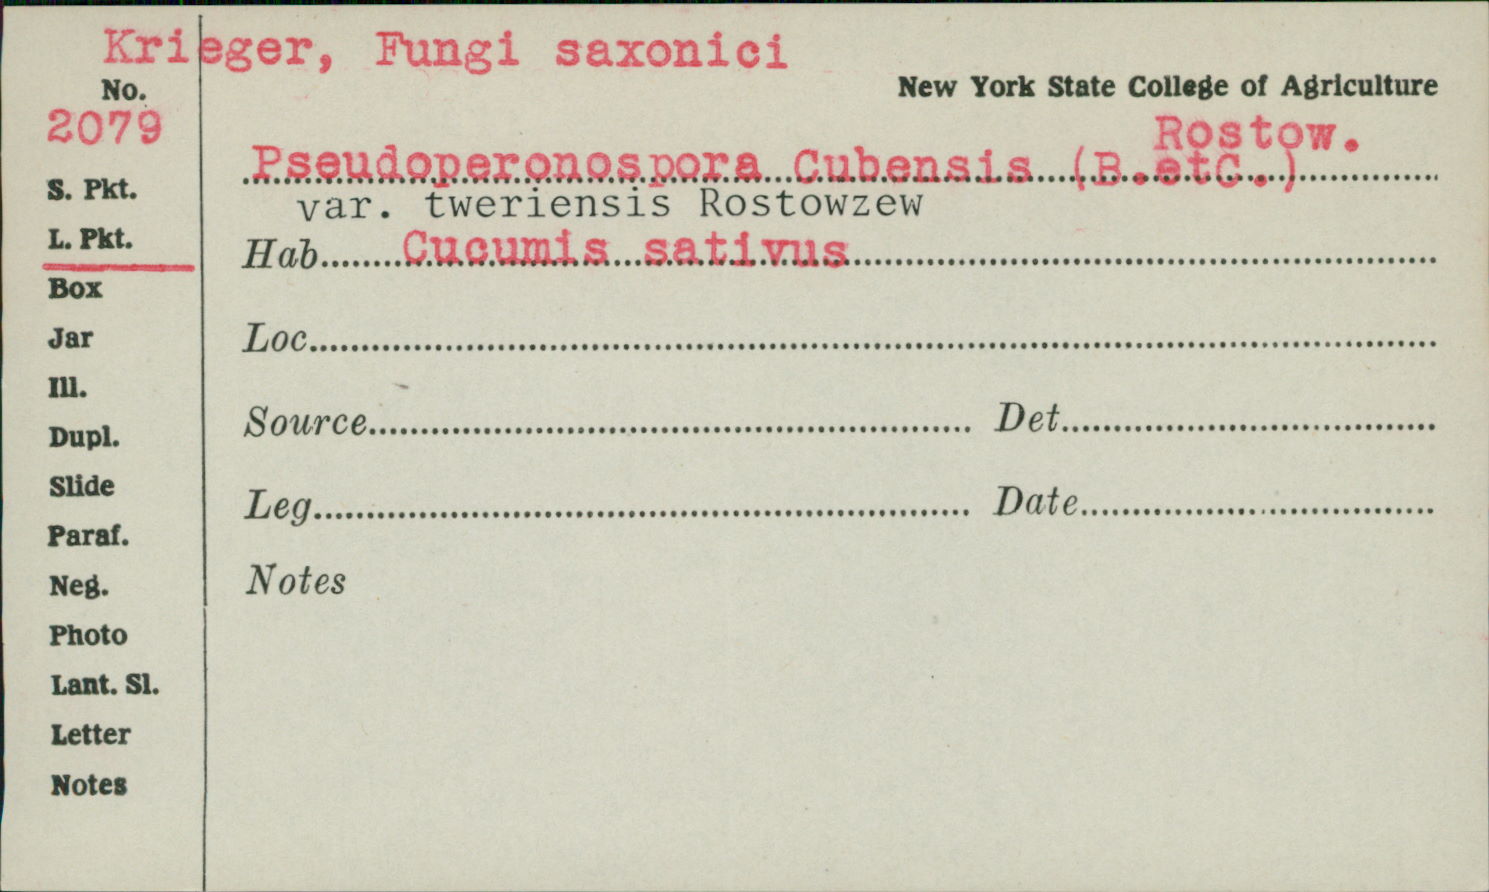 Krieger, Fungi saxonici
New York State College of Agriculture
No.
2079
Rostow.
Pseudoperonospora Cubensis (B.etC.)
var. tweriensis Rostowzew
Hab. Cucumis sativus
Loc.
Source Det.
Leg. Date
Notes
S. Pkt.
L. Pkt.
Box
Jar
Ill.
Dupl.
Slide
Paraf.
Neg.
Photo
Lant. Sl.
Letter
Notes